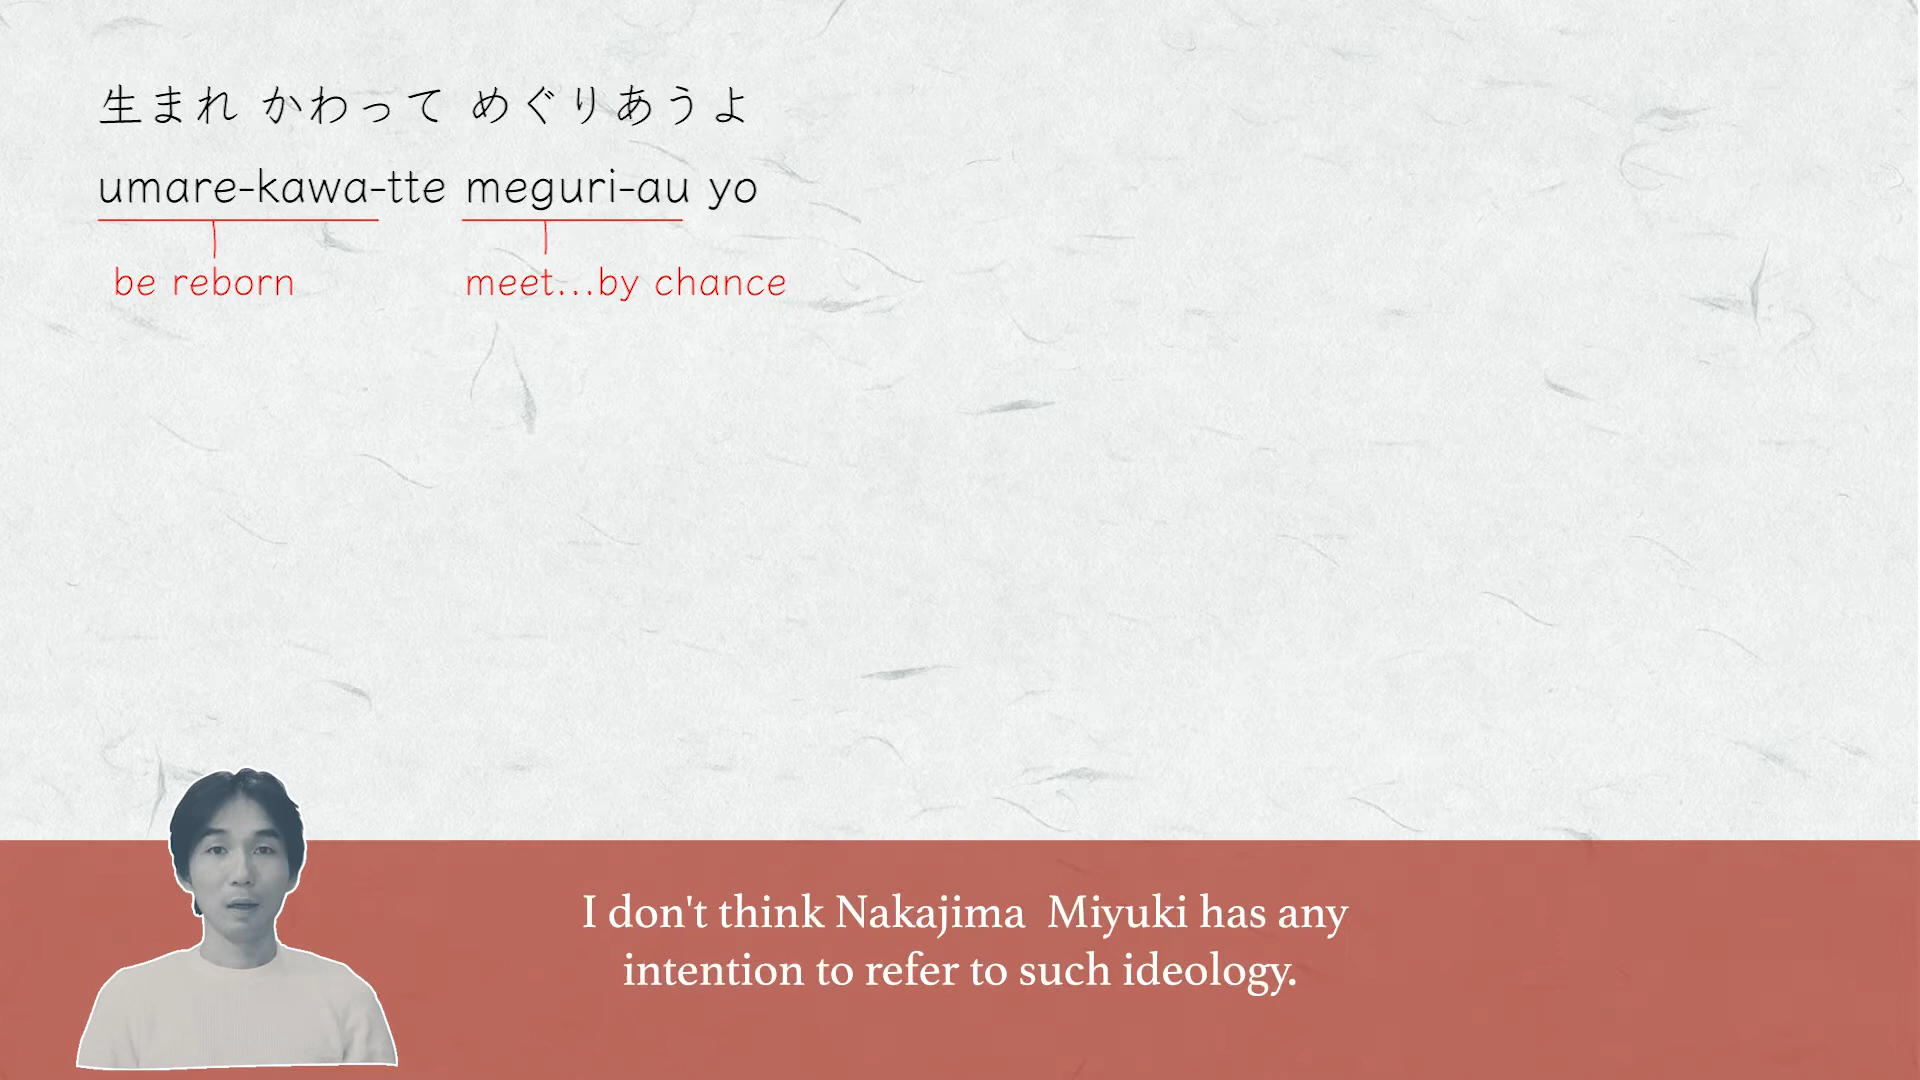 生まれ かわって めぐりあうよ
umare-kawa-tte meguri-au yo
be reborn meet...by chance
I don't think Nakajima  Miyuki has any
intention to refer to such ideology.